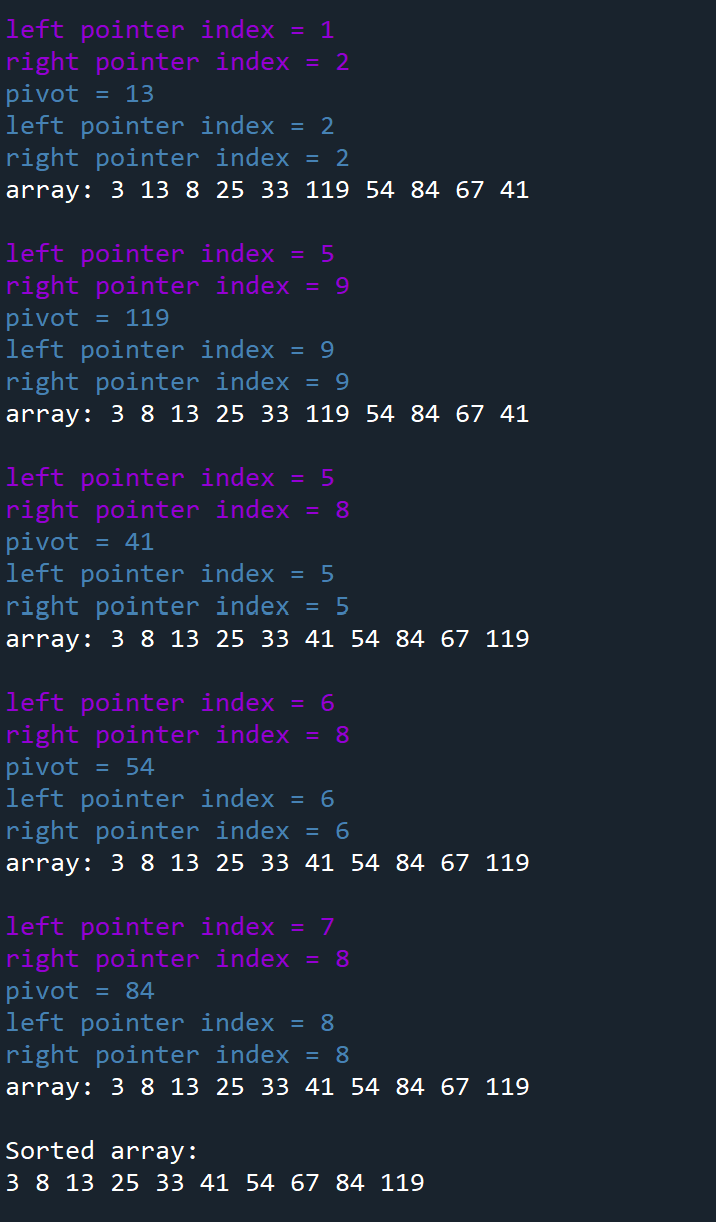 left pointer index = 1
right pointer index = 2
pivot = 13
left pointer index = 2
right pointer index = 2
array: 3 13 8 25 33 119 54 84 67 41
left pointer index = 5
right pointer index = 9
pivot = 119
left pointer index = 9
right pointer index = 9
array: 3 8 13 25 33 119 54 84 67 41
left pointer index = 5
right pointer index = 8
pivot = 41
left pointer index = 5
right pointer index = 5
array: 3 8 13 25 33 41 54 84 67 119
left pointer index = 6
right pointer index = 8
pivot = 54
left pointer index = 6
right pointer index = 6
array: 3 8 13 25 33 41 54 84 67 119
left pointer index = 7
right pointer index = 8
pivot = 84
left pointer index = 8
right pointer index = 8
array: 3 8 13 25 33 41 54 84 67 119
Sorted array:
3 8 13 25 33 41 54 67 84 119